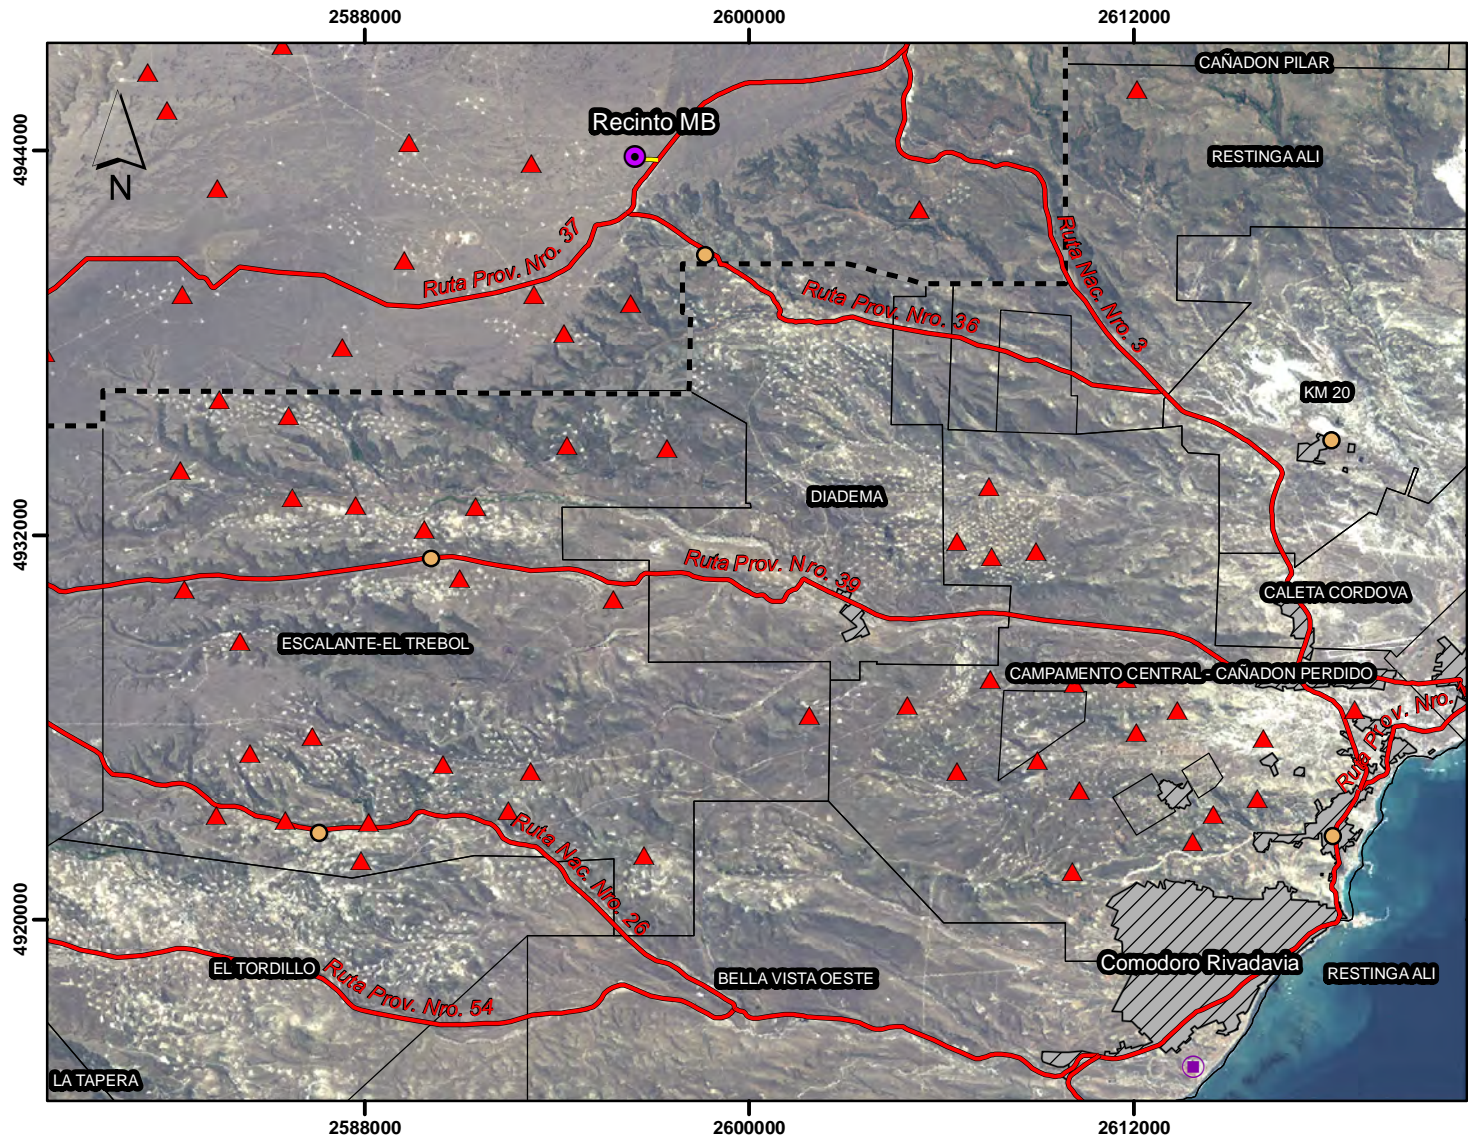 2588000
2600000
2612000
CAÑADON PILAR
Recinto MB
4944000
RESTINGA ALI
N
Ruta Prov. Nro. 37
Ruta Nac. Nro. 3
Ruta Prov. Nro. 36
KM 20
DIADEMA
4932000
Ruta Prov. Nro. 39
CALETA CORDOVA
ESCALANTE-EL TREBOL
CAMPAMENTO CENTRAL - CAÑADON PERDIDO
Ruta Prov. Nro.
Ruta Nac. Nro. 26
4920000
Comodoro Rivadavia
EL TORDILLO
BELLA VISTA OESTE
RESTINGA ALI
Ruta Prov. Nro. 54
LA TAPERA
2588000
2600000
2612000